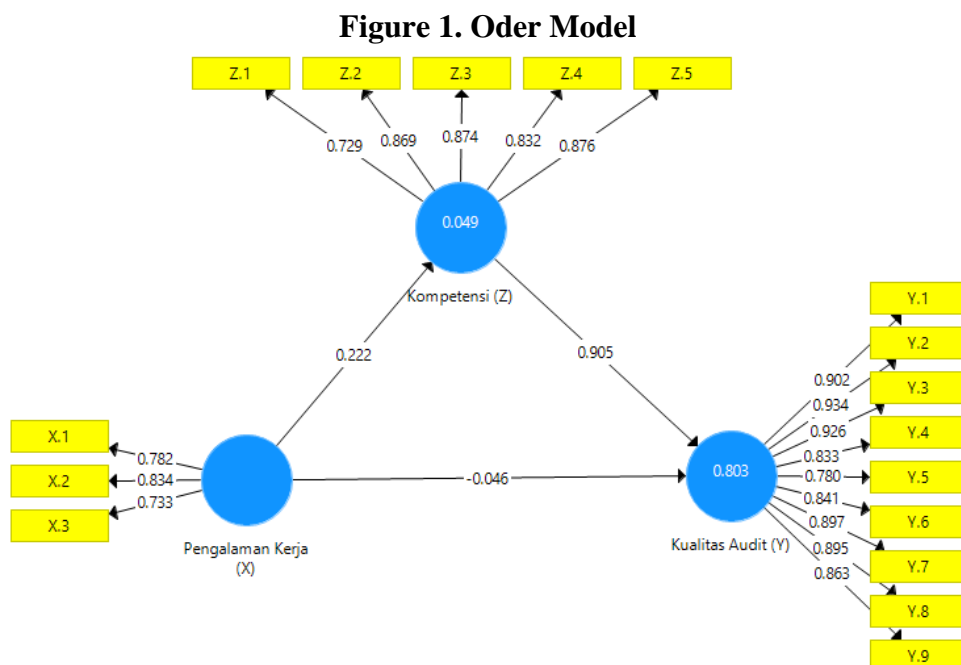 Figure 1. Oder Model
Z.1 Z.2 Z.3 Z.4 Z.5
0.729 0.869 0.874 0.832 0.876
0.049
Kompetensi (Z)
0.222 0.905
X.1
X.2
X.3
0.782
0.834
0.733
Pengalaman Kerja
(X)
-0.046
0.803
Kualitas Audit (Y)
0.902
0.934
0.926
0.833
0.780
0.841
0.897
0.895
0.863
Y.1
Y.2
Y.3
Y.4
Y.5
Y.6
Y.7
Y.8
Y.9